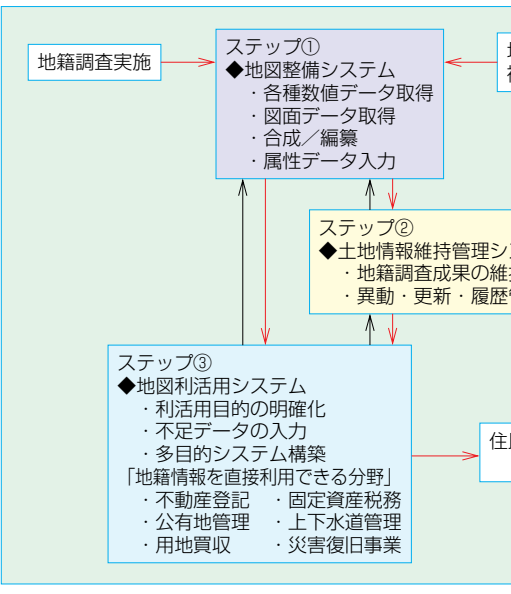 地籍調査実施
ステップ①
◆地図整備システム
・各種数値データ取得
・図面データ取得
・合成／編纂
・属性データ入力
ステップ②
◆土地情報維持管理シ
・地籍調査成果の維
・異動・更新・履歴
ステップ③
◆地図利活用システム
・利活用目的の明確化
・不足データの入力
・多目的システム構築
「地籍情報を直接利用できる分野」
・不動産登記 ・固定資産税務
・公有地管理 ・上下水道管理
・用地買収 ・災害復旧事業
住